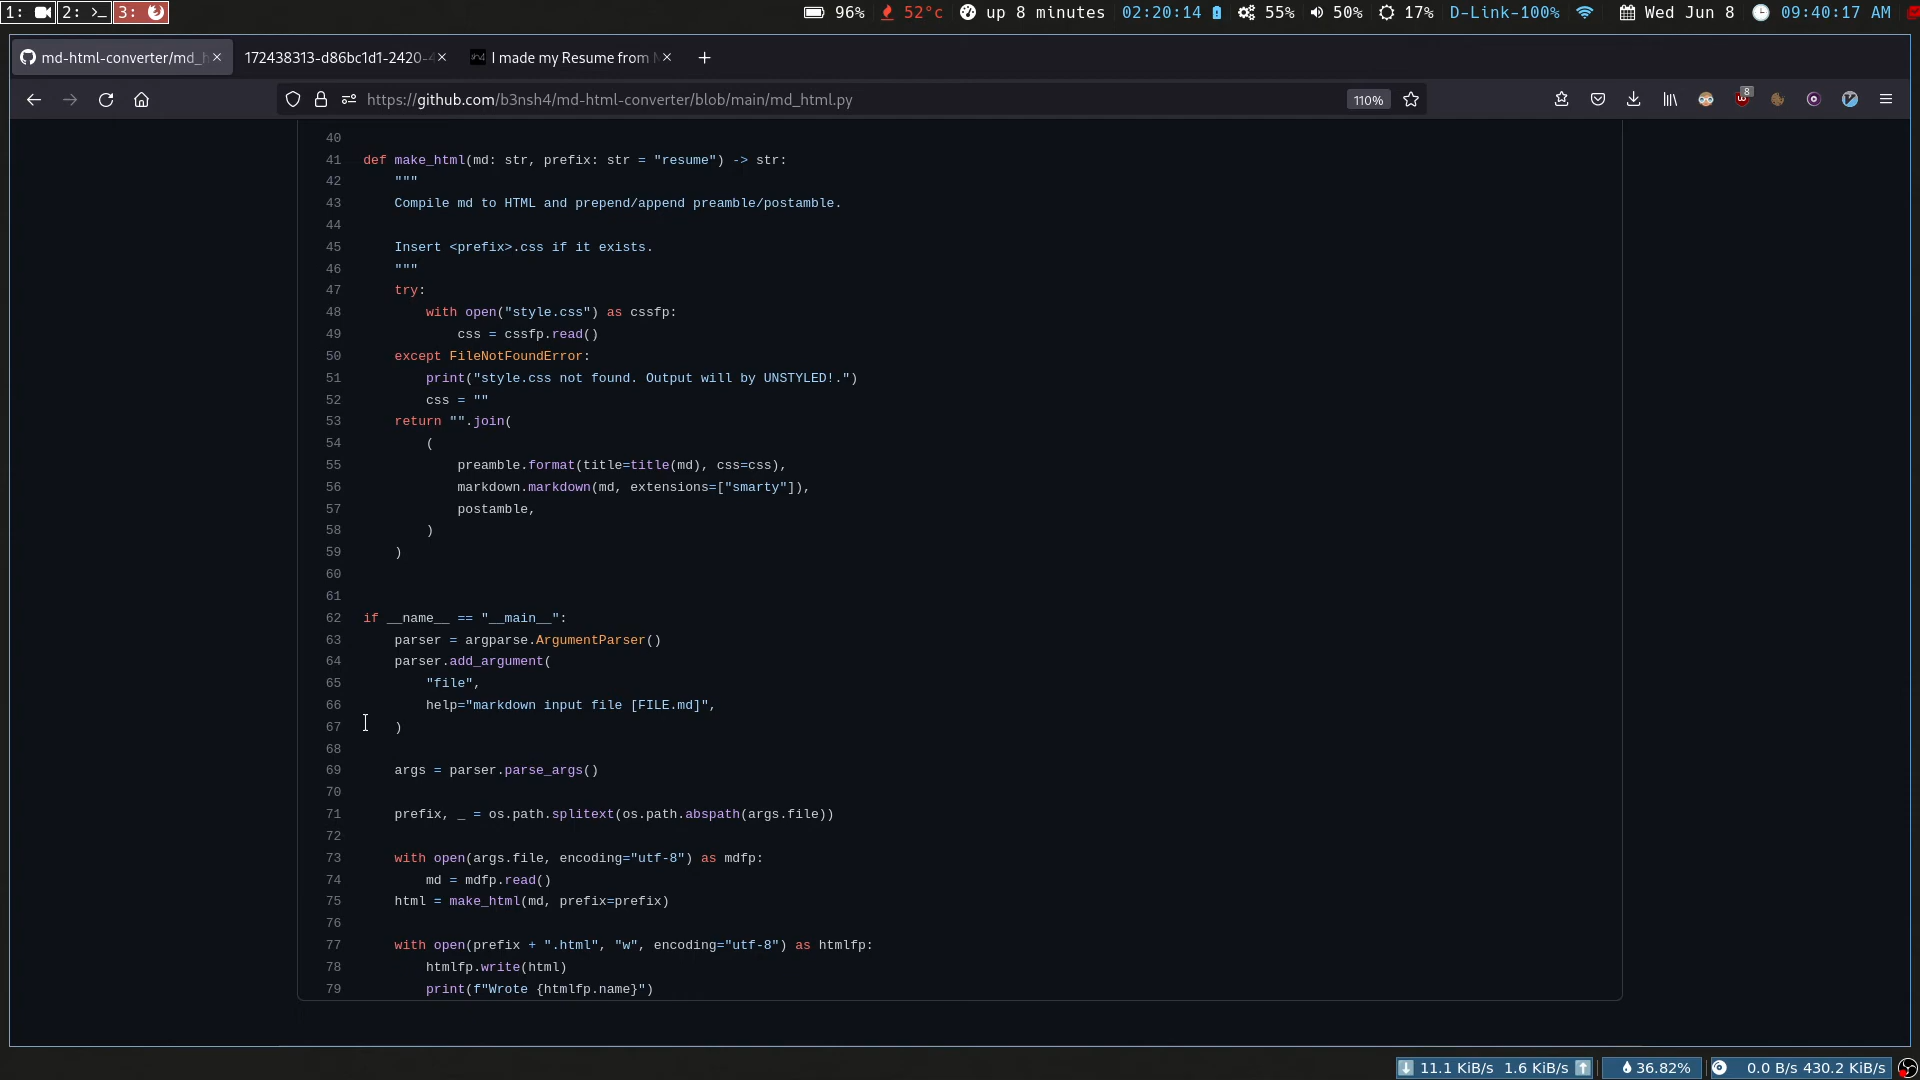 1: 2: >_ 3: 96% 52°c up 8 minutes 02:20:14 55% 50% 17% D-Link-100% Wed Jun 8 09:40:17 AM
md-html-converter/md_h 172438313-d86bc1d1-2420-4 I made my Resume from
https://github.com/b3nsh4/md-html-converter/blob/main/md_html.py 110% 8
40
41 def make_html(md: str, prefix: str = "resume") -> str:
42 """
43 Compile md to HTML and prepend/append preamble/postamble.
44
45 Insert <prefix>.css if it exists.
46 """
47 try:
48 with open("style.css") as cssfp:
49 css = cssfp.read()
50 except FileNotFoundError:
51 print("style.css not found. Output will by UNSTYLED!.")
52 css = ""
53 return "".join(
54 (
55 preamble.format(title=title(md), css=css),
56 markdown.markdown(md, extensions=["smarty"]),
57 postamble,
58 )
59 )
60
61
62 if __name__ == "__main__":
63 parser = argparse.ArgumentParser()
64 parser.add_argument(
65 "file",
66 help="markdown input file [FILE.md]",
67 )
68
69 args = parser.parse_args()
70
71 prefix, _ = os.path.splitext(os.path.abspath(args.file))
72
73 with open(args.file, encoding="utf-8") as mdfp:
74 md = mdfp.read()
75 html = make_html(md, prefix=prefix)
76
77 with open(prefix + ".html", "w", encoding="utf-8") as htmlfp:
78 htmlfp.write(html)
79 print(f"Wrote {htmlfp.name}")
11.1 KiB/s 1.6 KiB/s 36.82% 0.0 B/s 430.2 KiB/s